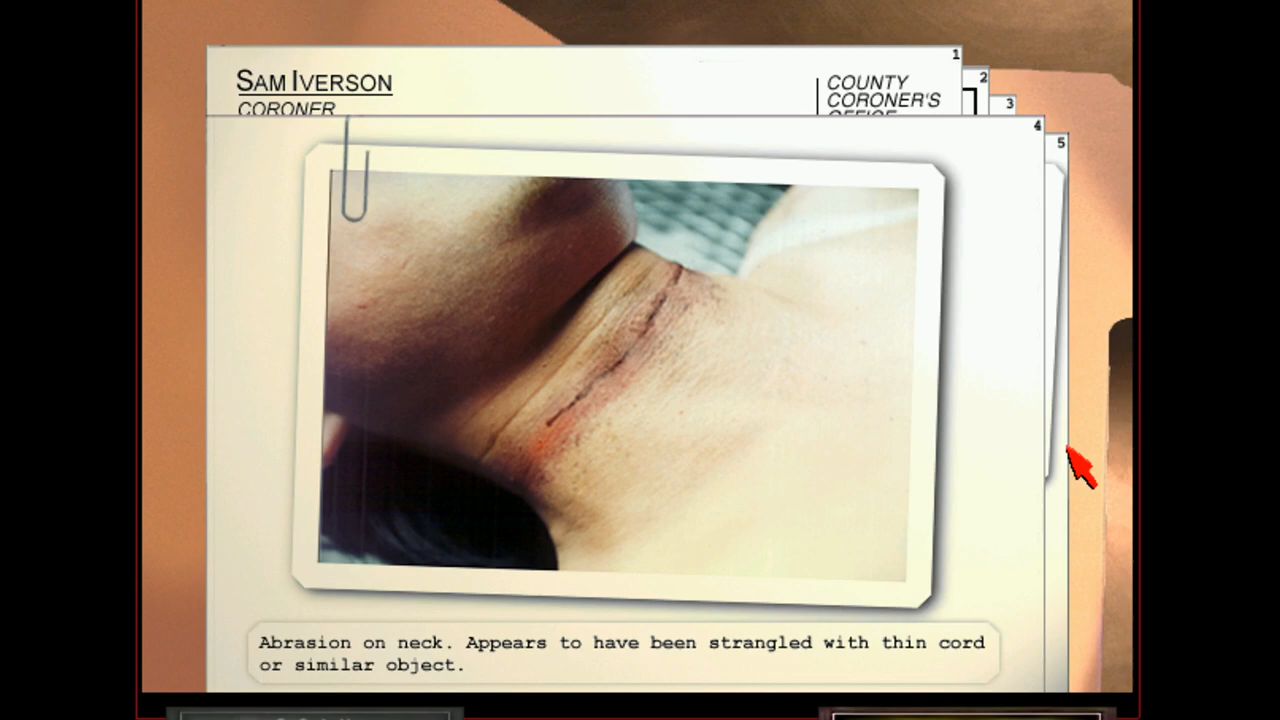 SAM IVERSON
CORONER
COUNTY
CORONER'S
OFFICE
1
2
3
4
5
Abrasion on neck. Appears to have been strangled with thin cord
or similar object.